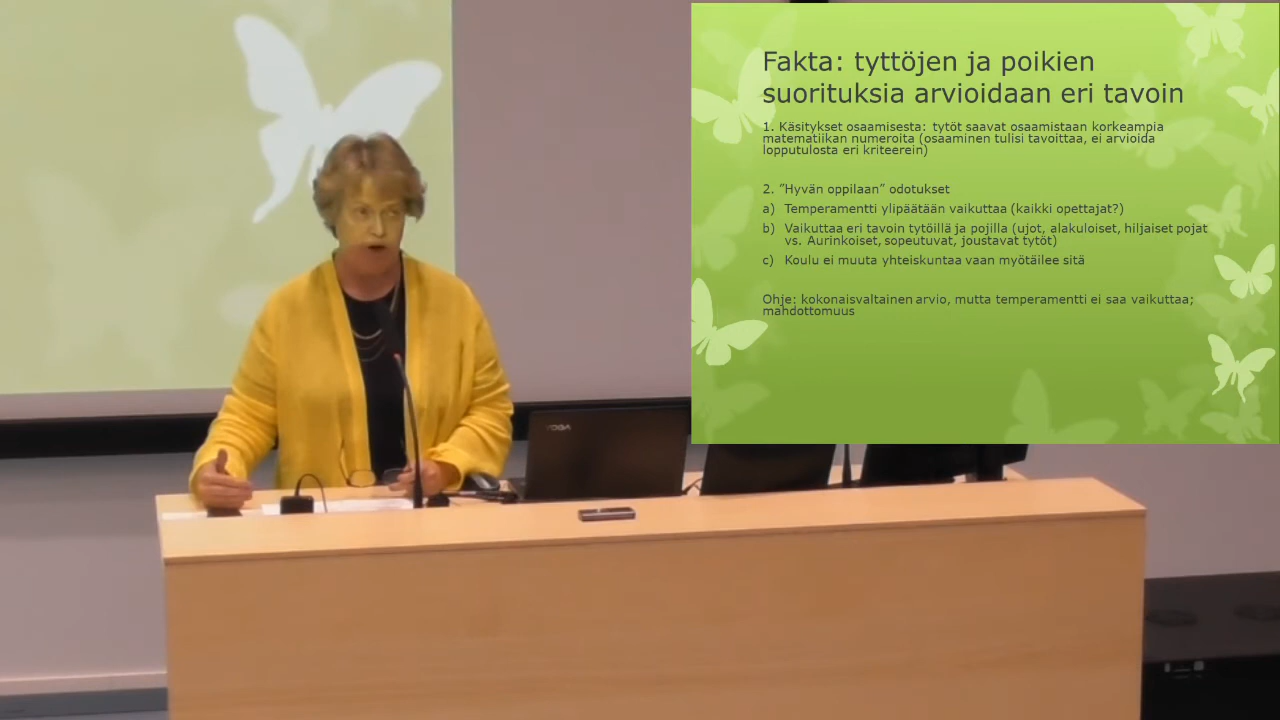 Fakta: tyttöjen ja poikien
suorituksia arvioidaan eri tavoin
1. Käsitykset osaamisesta: tytöt saavat osaamistaan korkeampia
matematiikan numeroita (osaaminen tulisi tavoittaa, ei arvioida
lopputulosta eri kriteerein)
2. ”Hyvän oppilaan” odotukset
a) Temperamentti ylipäätään vaikuttaa (kaikki opettajat?)
b) Vaikuttaa eri tavoin tytöillä ja pojilla (ujot, alakuloiset, hiljaiset pojat
vs. Aurinkoiset, sopeutuvat, joustavat tytöt)
c) Koulu ei muuta yhteiskuntaa vaan myötäilee sitä
Ohje: kokonaisvaltainen arvio, mutta temperamentti ei saa vaikuttaa;
mahdottomuus
YOGA